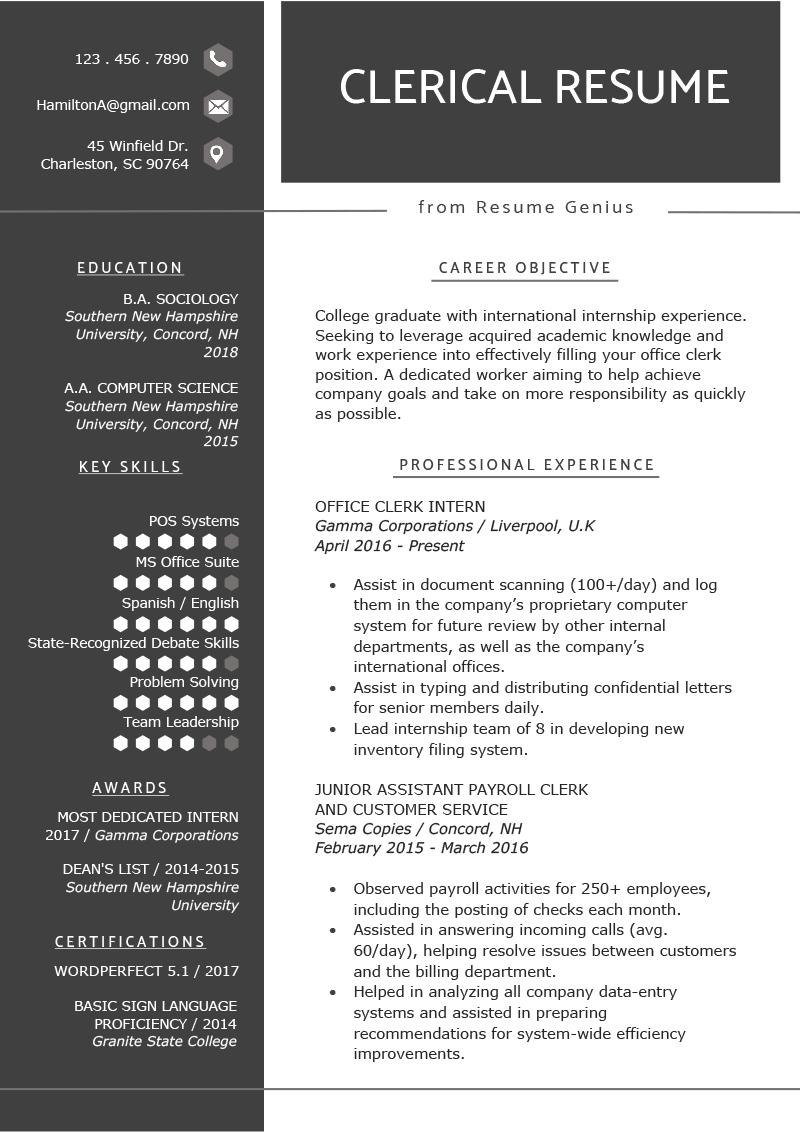 123 . 456 . 7890
HamiltonA@gmail.com
45 Winfield Dr.
Charleston, SC 90764
CLERICAL RESUME
from Resume Genius
EDUCATION
B.A. SOCIOLOGY
Southern New Hampshire
University, Concord, NH
2018
A.A. COMPUTER SCIENCE
Southern New Hampshire
University, Concord, NH
2015
KEY SKILLS
POS Systems
MS Office Suite
Spanish / English
State-Recognized Debate Skills
Problem Solving
Team Leadership
AWARDS
MOST DEDICATED INTERN
2017 / Gamma Corporations
DEAN'S LIST / 2014-2015
Southern New Hampshire
University
CERTIFICATIONS
WORDPERFECT 5.1 / 2017
BASIC SIGN LANGUAGE
PROFICIENCY / 2014
Granite State College
CAREER OBJECTIVE
College graduate with international internship experience.
Seeking to leverage acquired academic knowledge and
work experience into effectively filling your office clerk
position. A dedicated worker aiming to help achieve
company goals and take on more responsibility as quickly
as possible.
PROFESSIONAL EXPERIENCE
OFFICE CLERK INTERN
Gamma Corporations / Liverpool, U.K
April 2016 - Present
• Assist in document scanning (100+/day) and log
them in the company’s proprietary computer
system for future review by other internal
departments, as well as the company’s
international offices.
• Assist in typing and distributing confidential letters
for senior members daily.
• Lead internship team of 8 in developing new
inventory filing system.
JUNIOR ASSISTANT PAYROLL CLERK
AND CUSTOMER SERVICE
Sema Copies / Concord, NH
February 2015 - March 2016
• Observed payroll activities for 250+ employees,
including the posting of checks each month.
• Assisted in answering incoming calls (avg.
60/day), helping resolve issues between customers
and the billing department.
• Helped in analyzing all company data-entry
systems and assisted in preparing
recommendations for system-wide efficiency
improvements.